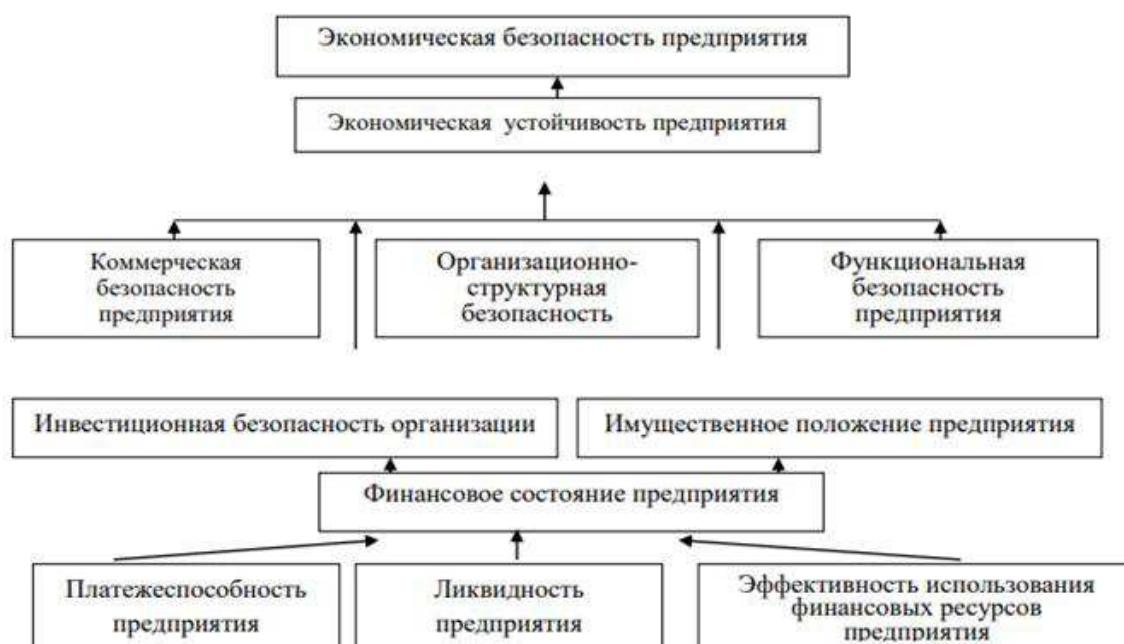 Экономическая безопасность предприятия
Экономическая устойчивость предприятия
Коммерческая
безопасность
предприятия
Организационно-
структурная
безопасность
Функциональная
безопасность
предприятия
Инвестиционная безопасность организации
Имущественное положение предприятия
Финансовое состояние предприятия
Платежеспособность
предприятия
Ликвидность
предприятия
Эффективность использования
финансовых ресурсов
предприятия